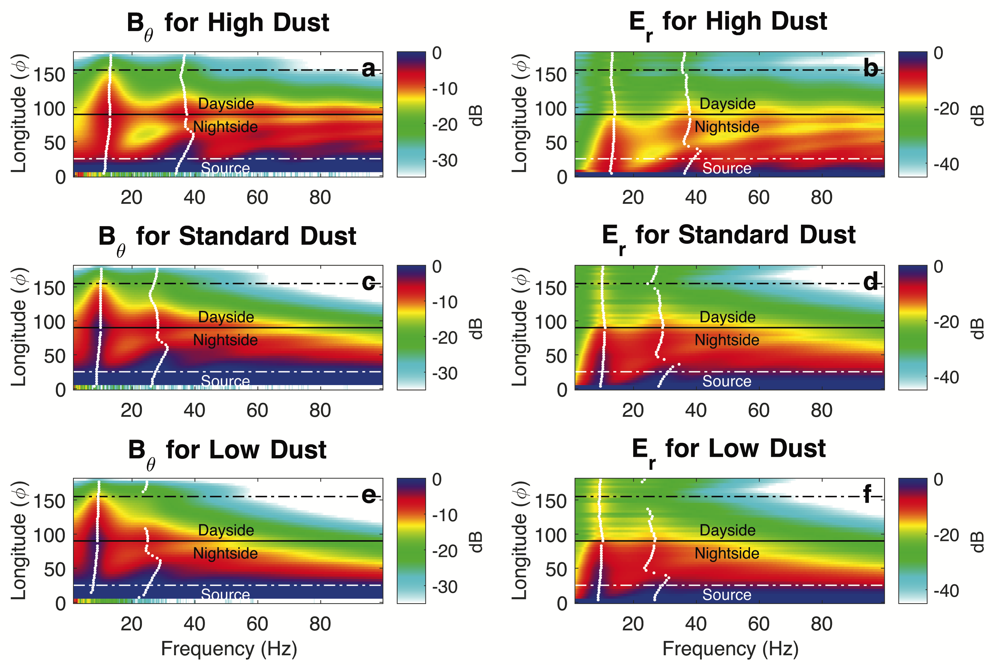 B_θ for High Dust
E_r for High Dust
a
b
Longitude (ϕ)
150
100
50
0
Dayside
Nightside
Source
20 40 60 80
0
-10
-20
-30
dB
Longitude (ϕ)
150
100
50
0
Dayside
Nightside
Source
20 40 60 80
0
-20
-40
dB
B_θ for Standard Dust
E_r for Standard Dust
c
d
Longitude (ϕ)
150
100
50
0
Dayside
Nightside
Source
20 40 60 80
0
-10
-20
-30
dB
Longitude (ϕ)
150
100
50
0
Dayside
Nightside
Source
20 40 60 80
0
-20
-40
dB
B_θ for Low Dust
E_r for Low Dust
e
f
Longitude (ϕ)
150
100
50
0
Dayside
Nightside
Source
20 40 60 80
Frequency (Hz)
0
-10
-20
-30
dB
Longitude (ϕ)
150
100
50
0
Dayside
Nightside
Source
20 40 60 80
Frequency (Hz)
0
-20
-40
dB